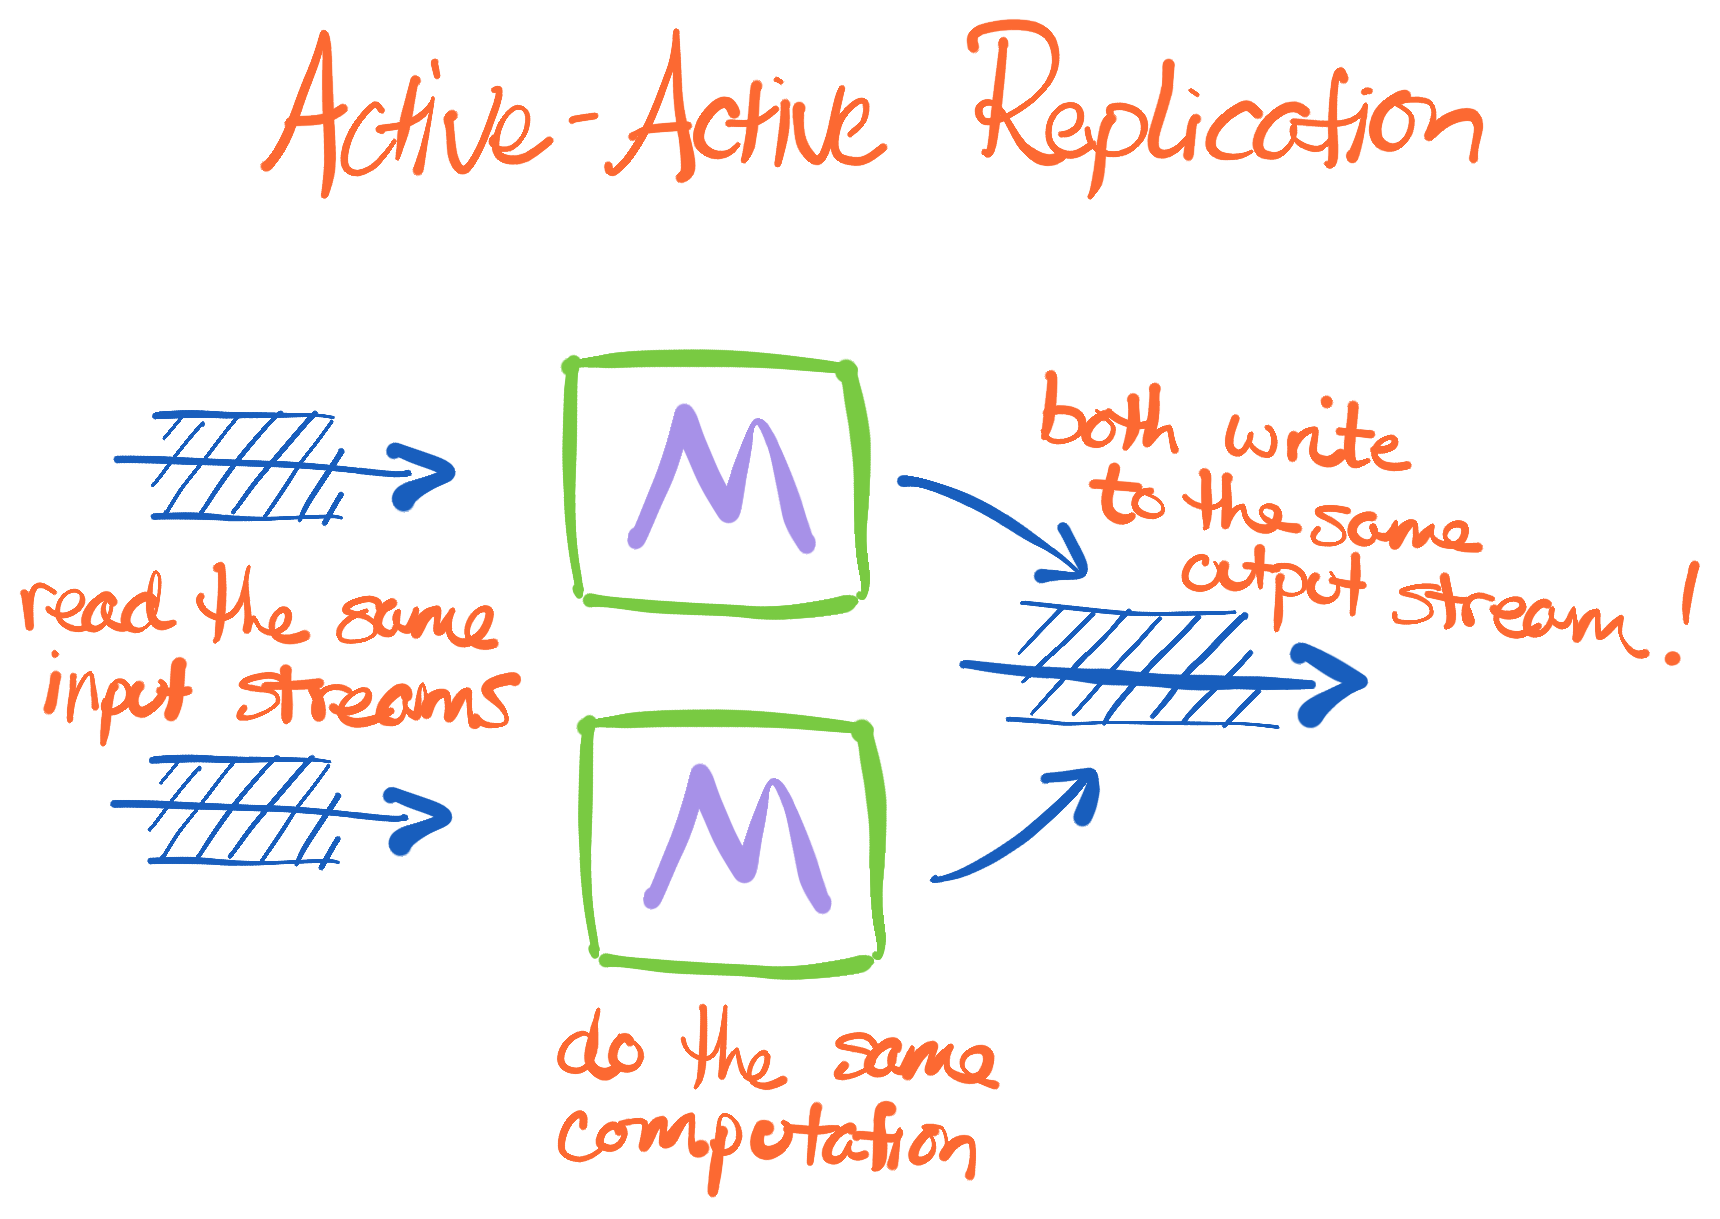 Active-Active Replication
M
both write
to the same
output stream!
read the same
input streams
M
do the same
computation